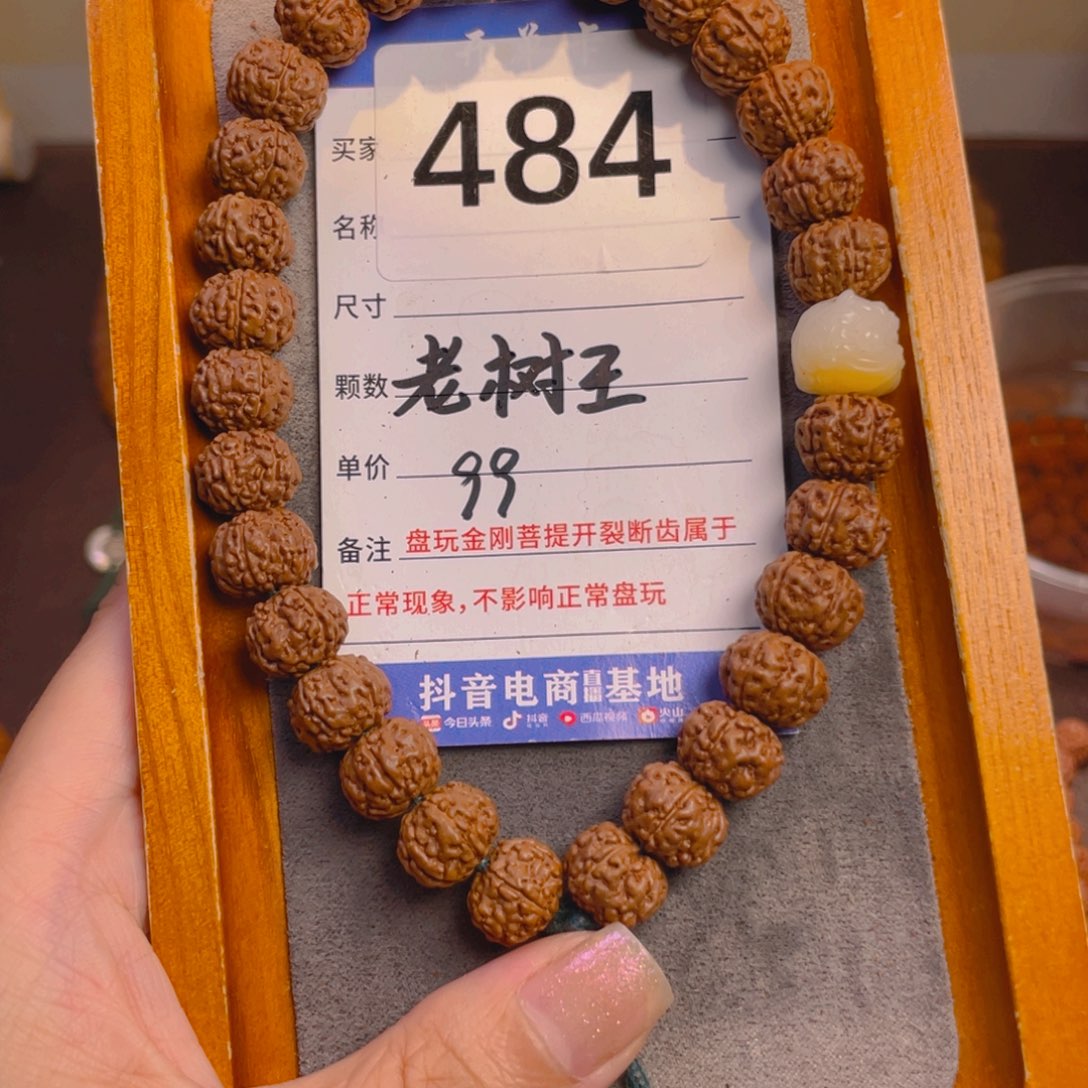 484
买家
名称
尺寸
颗数 老树王
单价 99
备注 盘玩金刚菩提开裂断齿属于
正常现象,不影响正常盘玩
抖音电商直播基地
今日头条 抖音 西瓜视频 火山